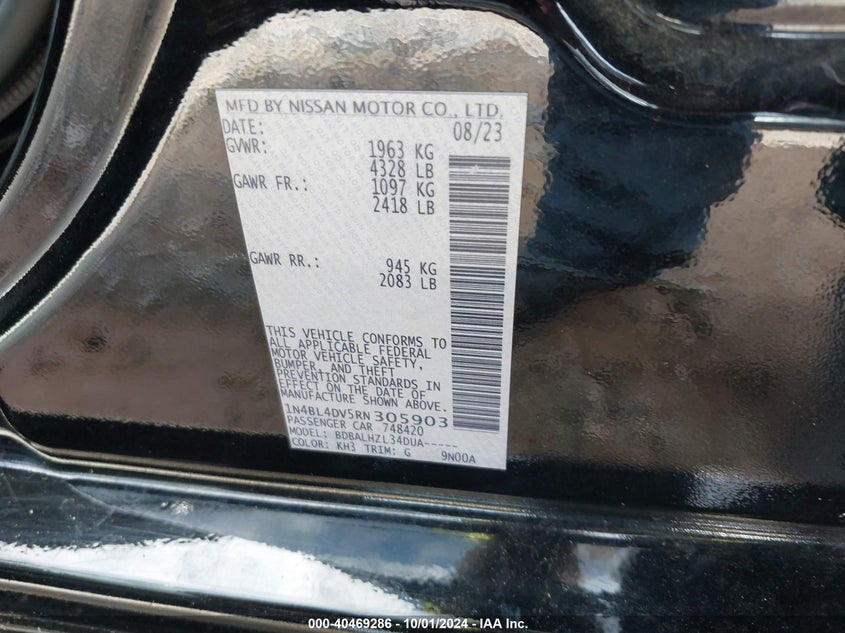 MFD BY NISSAN MOTOR CO., LTD.
DATE: 08/23
GVWR: 1963 KG
4328 LB
GAWR FR.: 1097 KG
2418 LB
GAWR RR.: 945 KG
2083 LB
THIS VEHICLE CONFORMS TO
ALL APPLICABLE FEDERAL
MOTOR VEHICLE SAFETY,
BUMPER, AND THEFT
PREVENTION STANDARDS IN
EFFECT ON THE DATE OF
MANUFACTURE SHOWN ABOVE.
1N4BL4DV5RN305903
PASSENGER CAR 748420
MODEL: BDBALHZL34DUA-----
COLOR: KH3 TRIM: G 9N00A
000-40469286 - 10/01/2024 - IAA Inc.